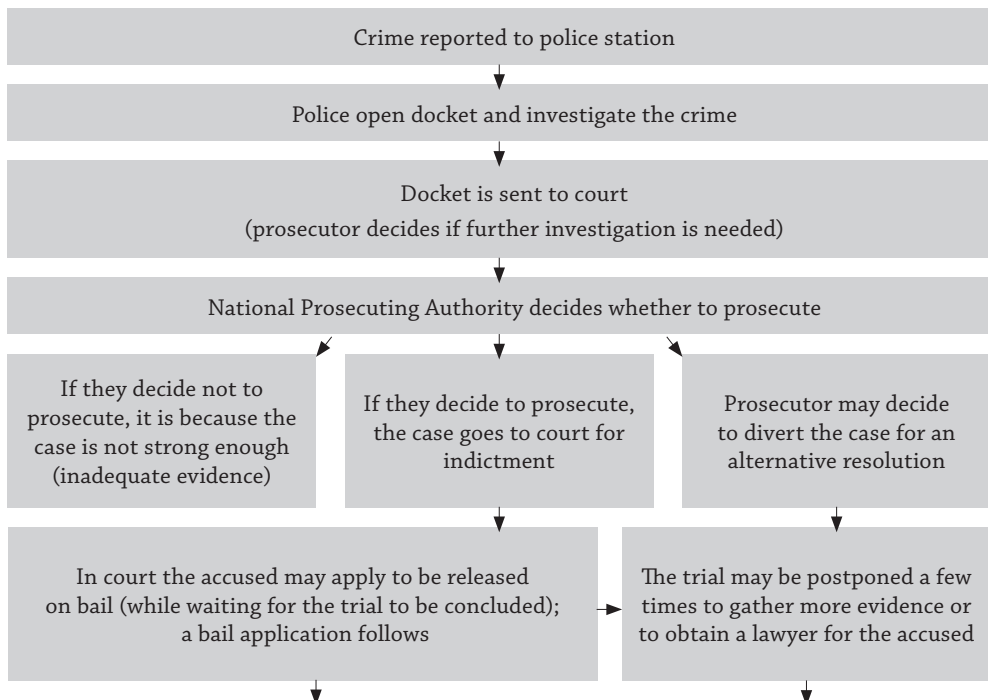 Crime reported to police station
Police open docket and investigate the crime
Docket is sent to court
(prosecutor decides if further investigation is needed)
National Prosecuting Authority decides whether to prosecute
If they decide not to
prosecute, it is because the
case is not strong enough
(inadequate evidence)
If they decide to prosecute,
the case goes to court for
indictment
Prosecutor may decide
to divert the case for an
alternative resolution
In court the accused may apply to be released
on bail (while waiting for the trial to be concluded);
a bail application follows
The trial may be postponed a few
times to gather more evidence or
to obtain a lawyer for the accused